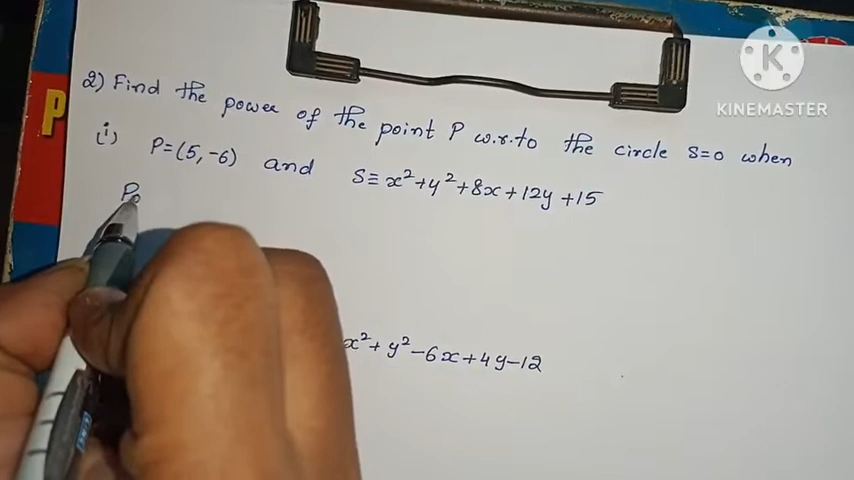 KINEMASTER
2) Find the power of the point P w.r.to the circle S=0 when
(i) P=(5,-6) and S≡x²+y²+8x+12y+15
Po
x²+y²-6x+4y-12
P